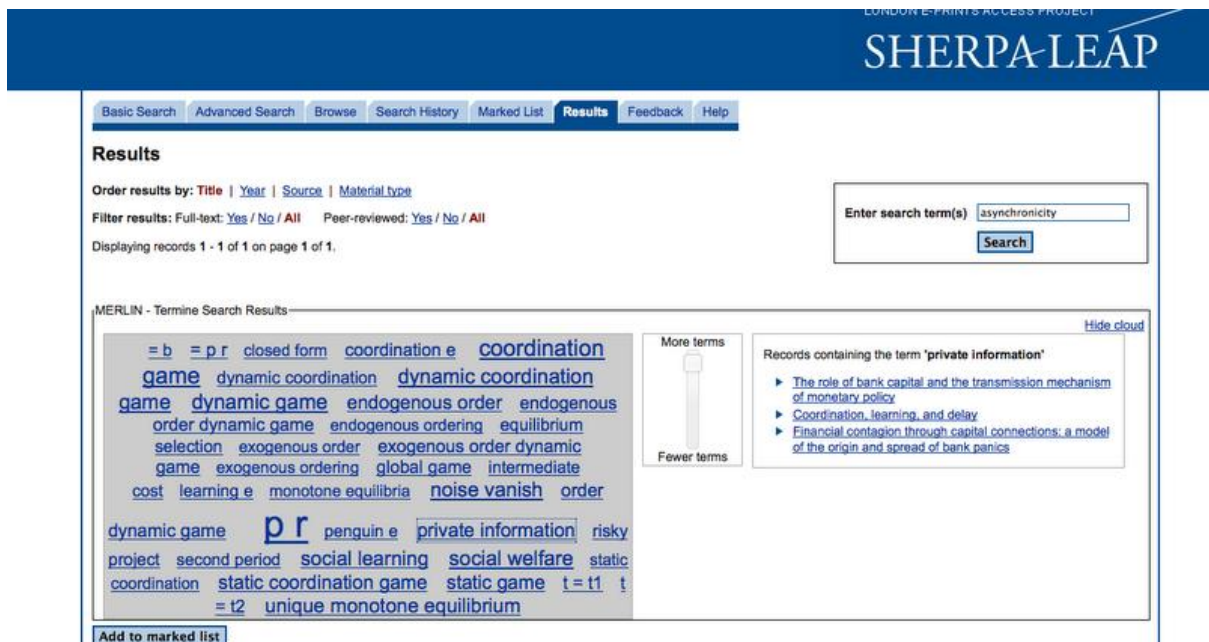 LONDON E-PRINTS ACCESS PROJECT
SHERPA-LEAP
Basic Search Advanced Search Browse Search History Marked List Results Feedback Help
Results
Order results by: Title | Year | Source | Material type
Filter results: Full-text: Yes / No / All Peer-reviewed: Yes / No / All
Displaying records 1 - 1 of 1 on page 1 of 1.
Enter search term(s) asynchronicity
Search
MERLIN - Termine Search Results
Hide cloud
= b = p r closed form coordination e coordination
game dynamic coordination dynamic coordination
game dynamic game endogenous order endogenous
order dynamic game endogenous ordering equilibrium
selection exogenous order exogenous order dynamic
game exogenous ordering global game intermediate
cost learning e monotone equilibria noise vanish order
dynamic game p r penguin e private information risky
project second period social learning social welfare static
coordination static coordination game static game t = t1 t
= t2 unique monotone equilibrium
More terms
Fewer terms
Records containing the term 'private information'
The role of bank capital and the transmission mechanism
of monetary policy
Coordination, learning, and delay
Financial contagion through capital connections: a model
of the origin and spread of bank panics
Add to marked list